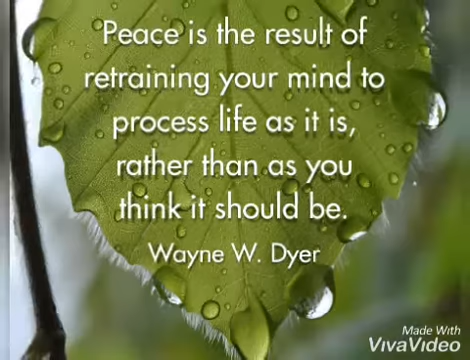 Peace is the result of
retraining your mind to
process life as it is,
rather than as you
think it should be.
Wayne W. Dyer
Made With
VivaVideo